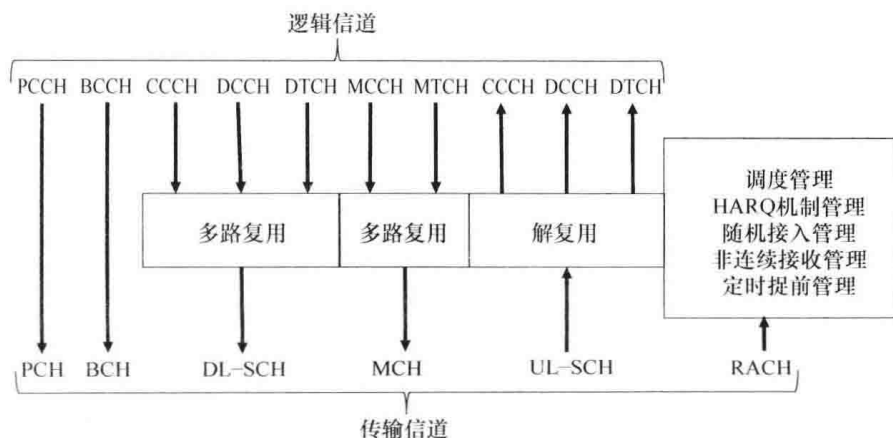 逻辑信道
PCCH BCCH CCCH DCCH DTCH MCCH MTCH CCCH DCCH DTCH
多路复用
多路复用
解复用
调度管理
HARQ机制管理
随机接入管理
非连续接收管理
定时提前管理
PCH BCH DL-SCH MCH UL-SCH RACH
传输信道